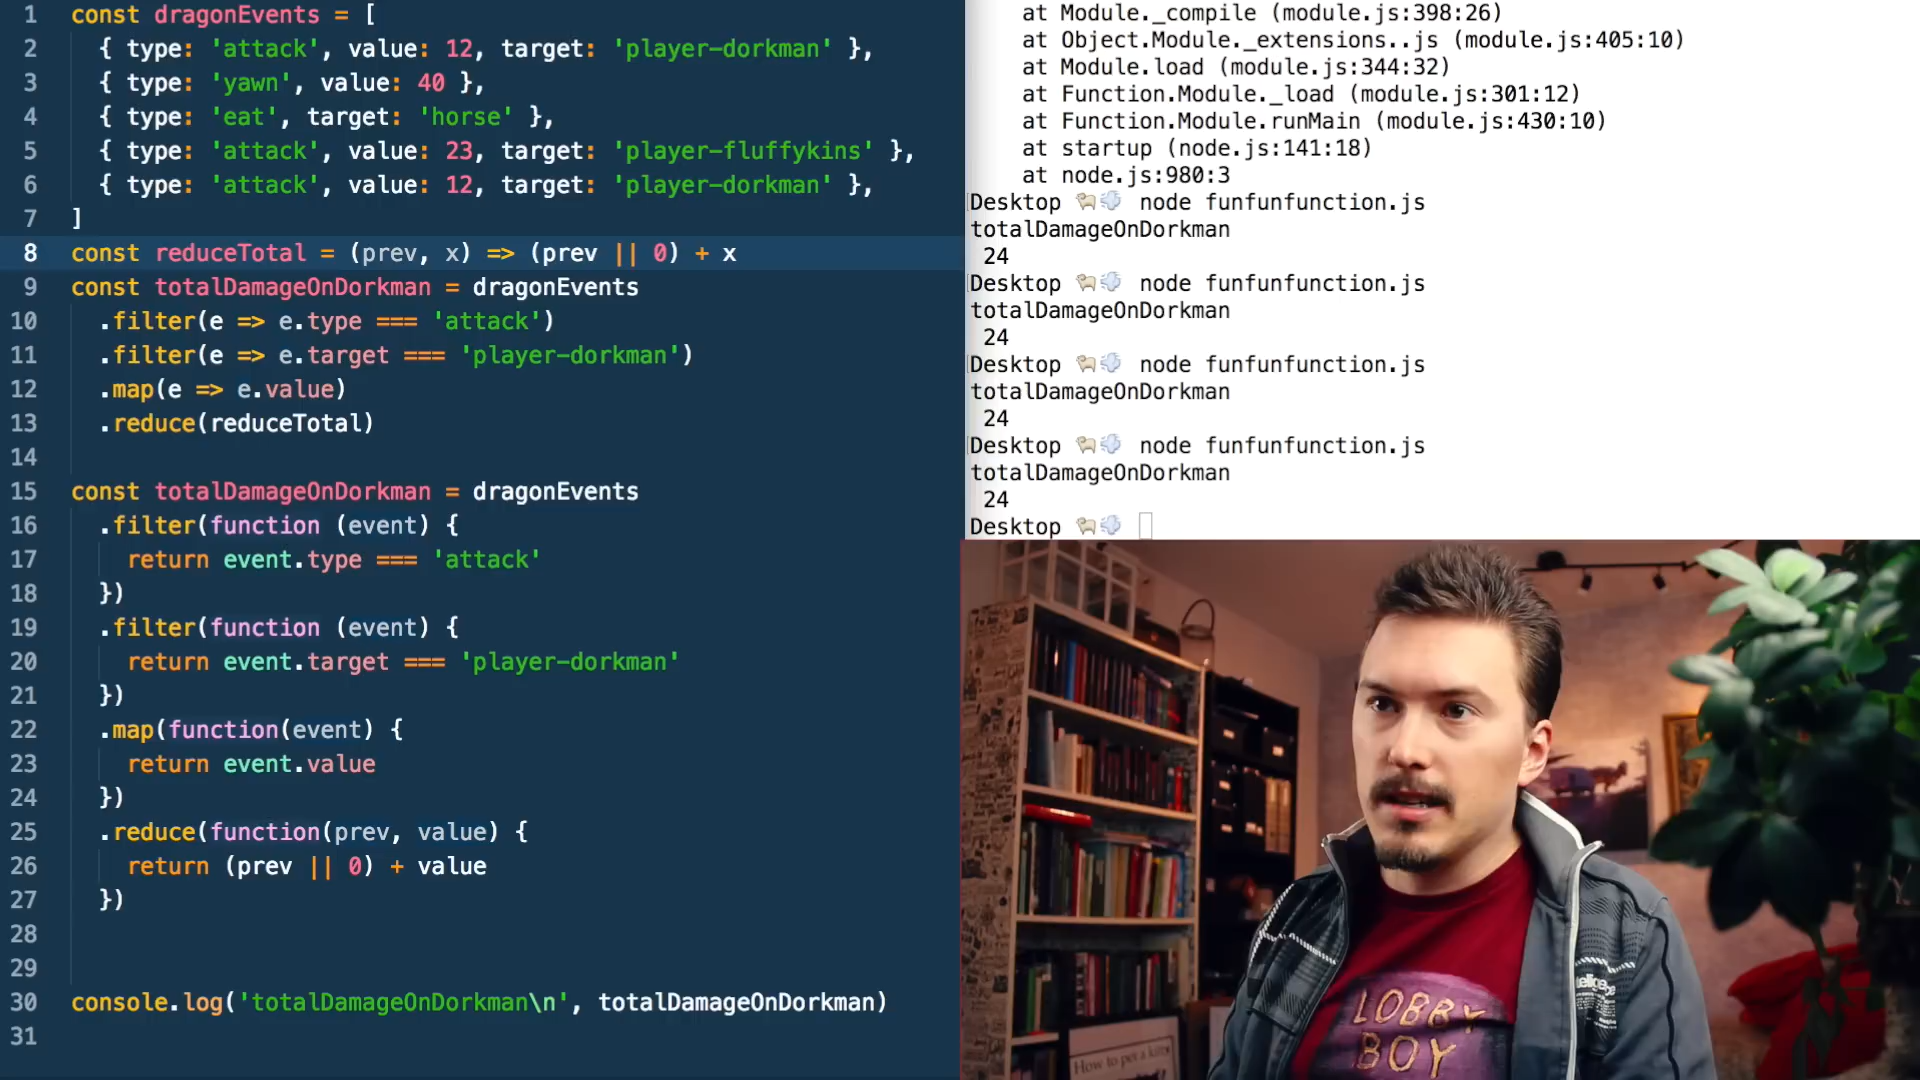 1 const dragonEvents = [
2 { type: 'attack', value: 12, target: 'player-dorkman' },
3 { type: 'yawn', value: 40 },
4 { type: 'eat', target: 'horse' },
5 { type: 'attack', value: 23, target: 'player-fluffykins' },
6 { type: 'attack', value: 12, target: 'player-dorkman' },
7 ]
8 const reduceTotal = (prev, x) => (prev || 0) + x
9 const totalDamageOnDorkman = dragonEvents
10 .filter(e => e.type === 'attack')
11 .filter(e => e.target === 'player-dorkman')
12 .map(e => e.value)
13 .reduce(reduceTotal)
14
15 const totalDamageOnDorkman = dragonEvents
16 .filter(function (event) {
17 return event.type === 'attack'
18 })
19 .filter(function (event) {
20 return event.target === 'player-dorkman'
21 })
22 .map(function(event) {
23 return event.value
24 })
25 .reduce(function(prev, value) {
26 return (prev || 0) + value
27 })
28
29
30 console.log('totalDamageOnDorkman\n', totalDamageOnDorkman)
31
at Module._compile (module.js:398:26)
at Object.Module._extensions..js (module.js:405:10)
at Module.load (module.js:344:32)
at Function.Module._load (module.js:301:12)
at Function.Module.runMain (module.js:430:10)
at startup (node.js:141:18)
at node.js:980:3
Desktop 🐑💨 node funfunfunction.js
totalDamageOnDorkman
24
Desktop 🐑💨 node funfunfunction.js
totalDamageOnDorkman
24
Desktop 🐑💨 node funfunfunction.js
totalDamageOnDorkman
24
Desktop 🐑💨 node funfunfunction.js
totalDamageOnDorkman
24
Desktop 🐑💨
LOBBY
BOY
How to pet a